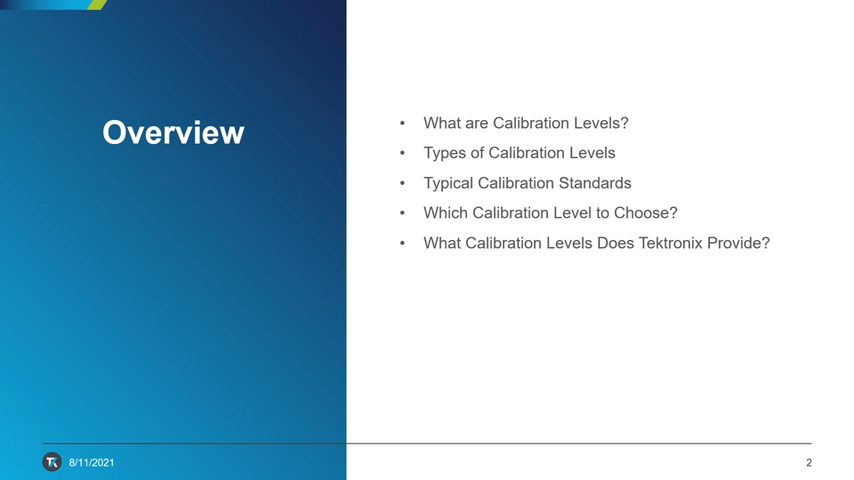 Overview
• What are Calibration Levels?
• Types of Calibration Levels
• Typical Calibration Standards
• Which Calibration Level to Choose?
• What Calibration Levels Does Tektronix Provide?
TK 8/11/2021
2